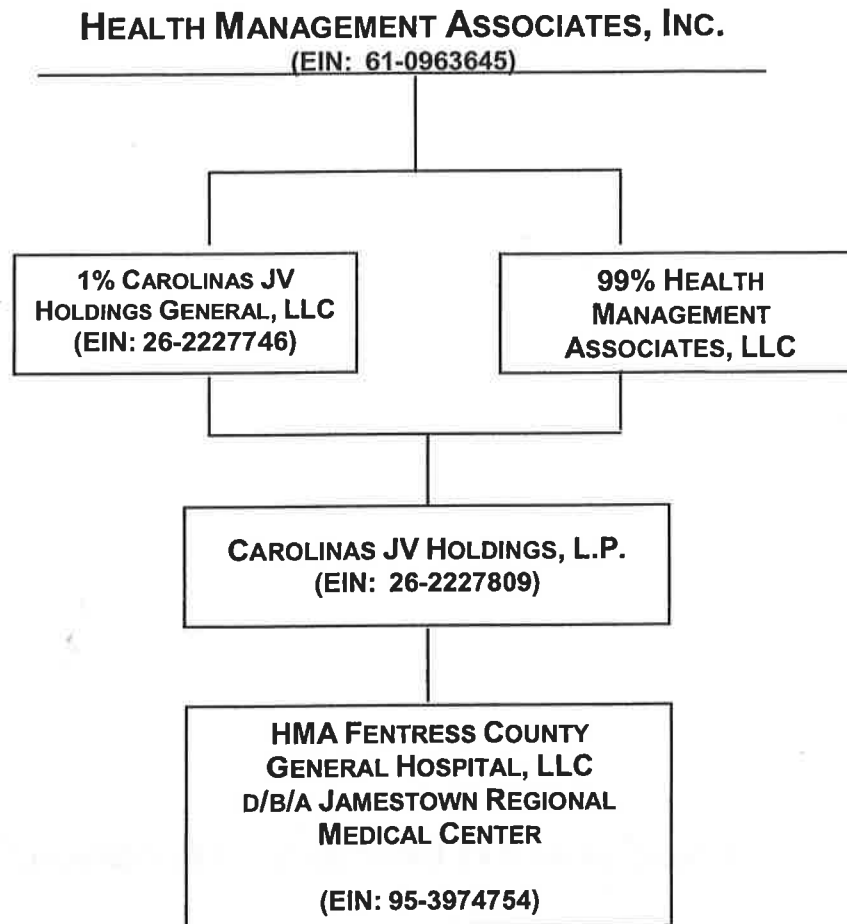 HEALTH MANAGEMENT ASSOCIATES, INC.
(EIN: 61-0963645)
1% CAROLINAS JV
HOLDINGS GENERAL, LLC
(EIN: 26-2227746)
99% HEALTH
MANAGEMENT
ASSOCIATES, LLC
CAROLINAS JV HOLDINGS, L.P.
(EIN: 26-2227809)
HMA FENTRESS COUNTY
GENERAL HOSPITAL, LLC
D/B/A JAMESTOWN REGIONAL
MEDICAL CENTER
(EIN: 95-3974754)